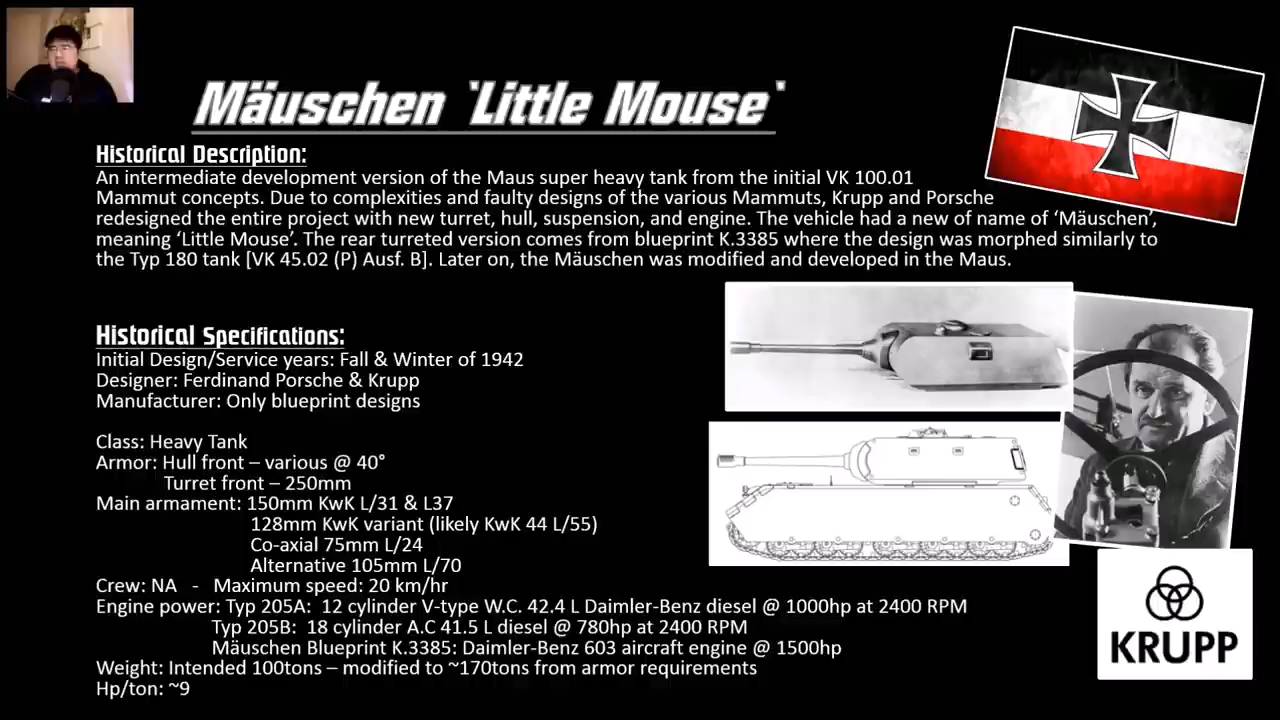 Mäuschen `Little Mouse`
Historical Description:
An intermediate development version of the Maus super heavy tank from the initial VK 100.01
Mammut concepts. Due to complexities and faulty designs of the various Mammuts, Krupp and Porsche
redesigned the entire project with new turret, hull, suspension, and engine. The vehicle had a new of name of ‘Mäuschen’,
meaning ‘Little Mouse’. The rear turreted version comes from blueprint K.3385 where the design was morphed similarly to
the Typ 180 tank [VK 45.02 (P) Ausf. B]. Later on, the Mäuschen was modified and developed in the Maus.
Historical Specifications:
Initial Design/Service years: Fall & Winter of 1942
Designer: Ferdinand Porsche & Krupp
Manufacturer: Only blueprint designs
Class: Heavy Tank
Armor: Hull front – various @ 40°
Turret front – 250mm
Main armament: 150mm KwK L/31 & L37
128mm KwK variant (likely KwK 44 L/55)
Co-axial 75mm L/24
Alternative 105mm L/70
Crew: NA - Maximum speed: 20 km/hr
Engine power: Typ 205A: 12 cylinder V-type W.C. 42.4 L Daimler-Benz diesel @ 1000hp at 2400 RPM
Typ 205B: 18 cylinder A.C 41.5 L diesel @ 780hp at 2400 RPM
Mäuschen Blueprint K.3385: Daimler-Benz 603 aircraft engine @ 1500hp
Weight: Intended 100tons – modified to ~170tons from armor requirements
Hp/ton: ~9
KRUPP